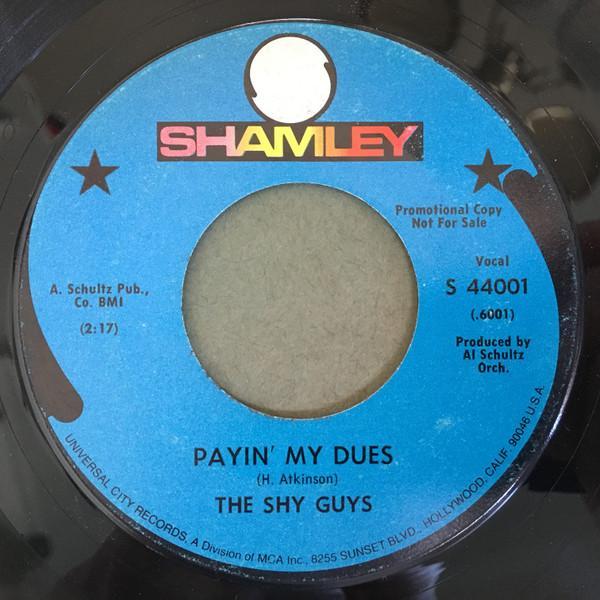 SHAMLEY
Promotional Copy
Not For Sale
Vocal
S 44001
(.6001)
Produced by
Al Schultz
Orch.
A. Schultz Pub.,
Co. BMI
(2:17)
PAYIN' MY DUES
(H. Atkinson)
THE SHY GUYS
UNIVERSAL CITY RECORDS, A Division of MCA Inc., 8255 SUNSET BLVD., HOLLYWOOD, CALIF. 90046 U.S.A.